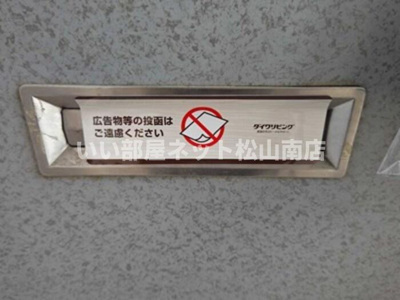 広告物等の投函は
ご遠慮ください
ダイワリビング
いい部屋ネット松山南店